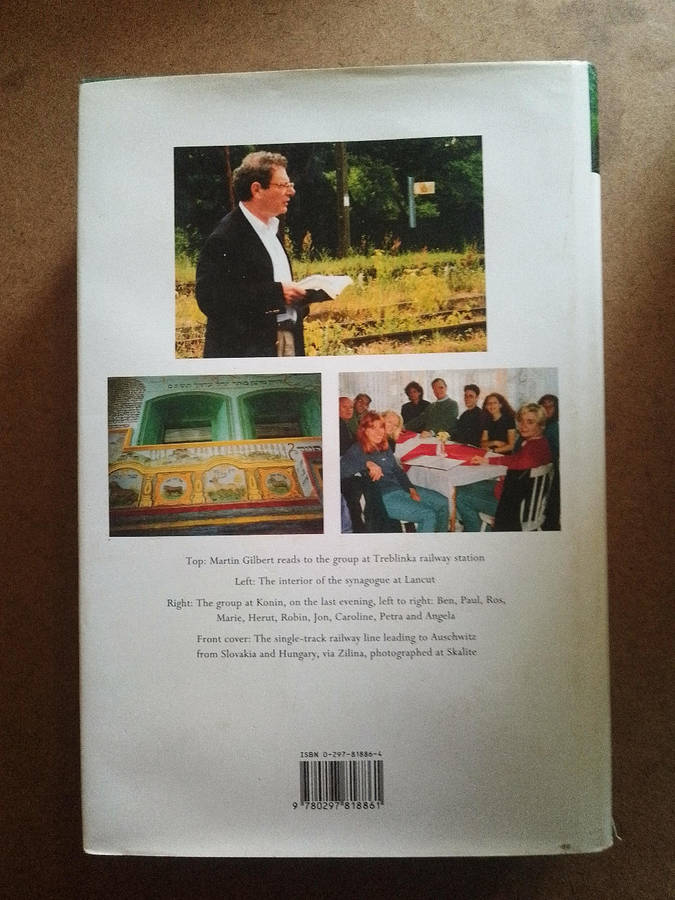 Top: Martin Gilbert reads to the group at Treblinka railway station
Left: The interior of the synagogue at Lancut
Right: The group at Konin, on the last evening, left to right: Ben, Paul, Ros,
Marie, Herut, Robin, Jon, Caroline, Petra and Angela
Front cover: The single-track railway line leading to Auschwitz
from Slovakia and Hungary, via Zilina, photographed at Skalite
ISBN 0-297-81886-4
9 780297 818861